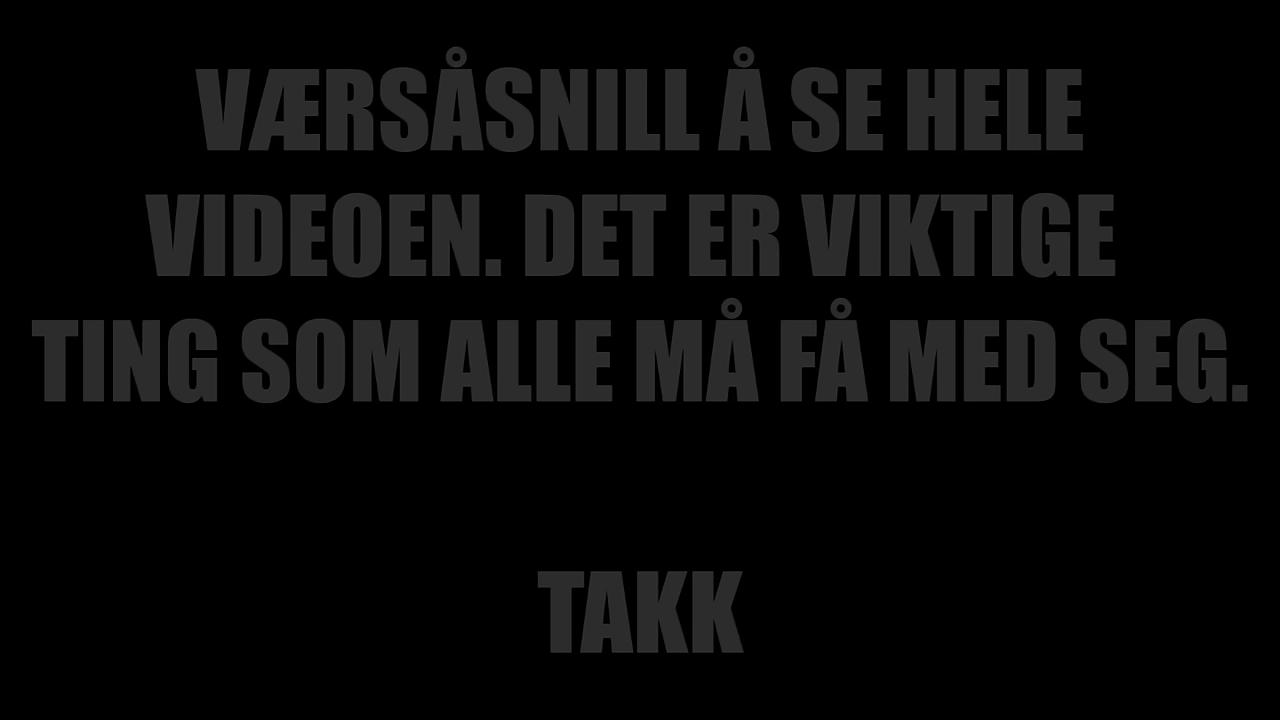 VÆRSÅSNILL Å SE HELE
VIDEOEN. DET ER VIKTIGE
TING SOM ALLE MÅ FÅ MED SEG.
TAKK